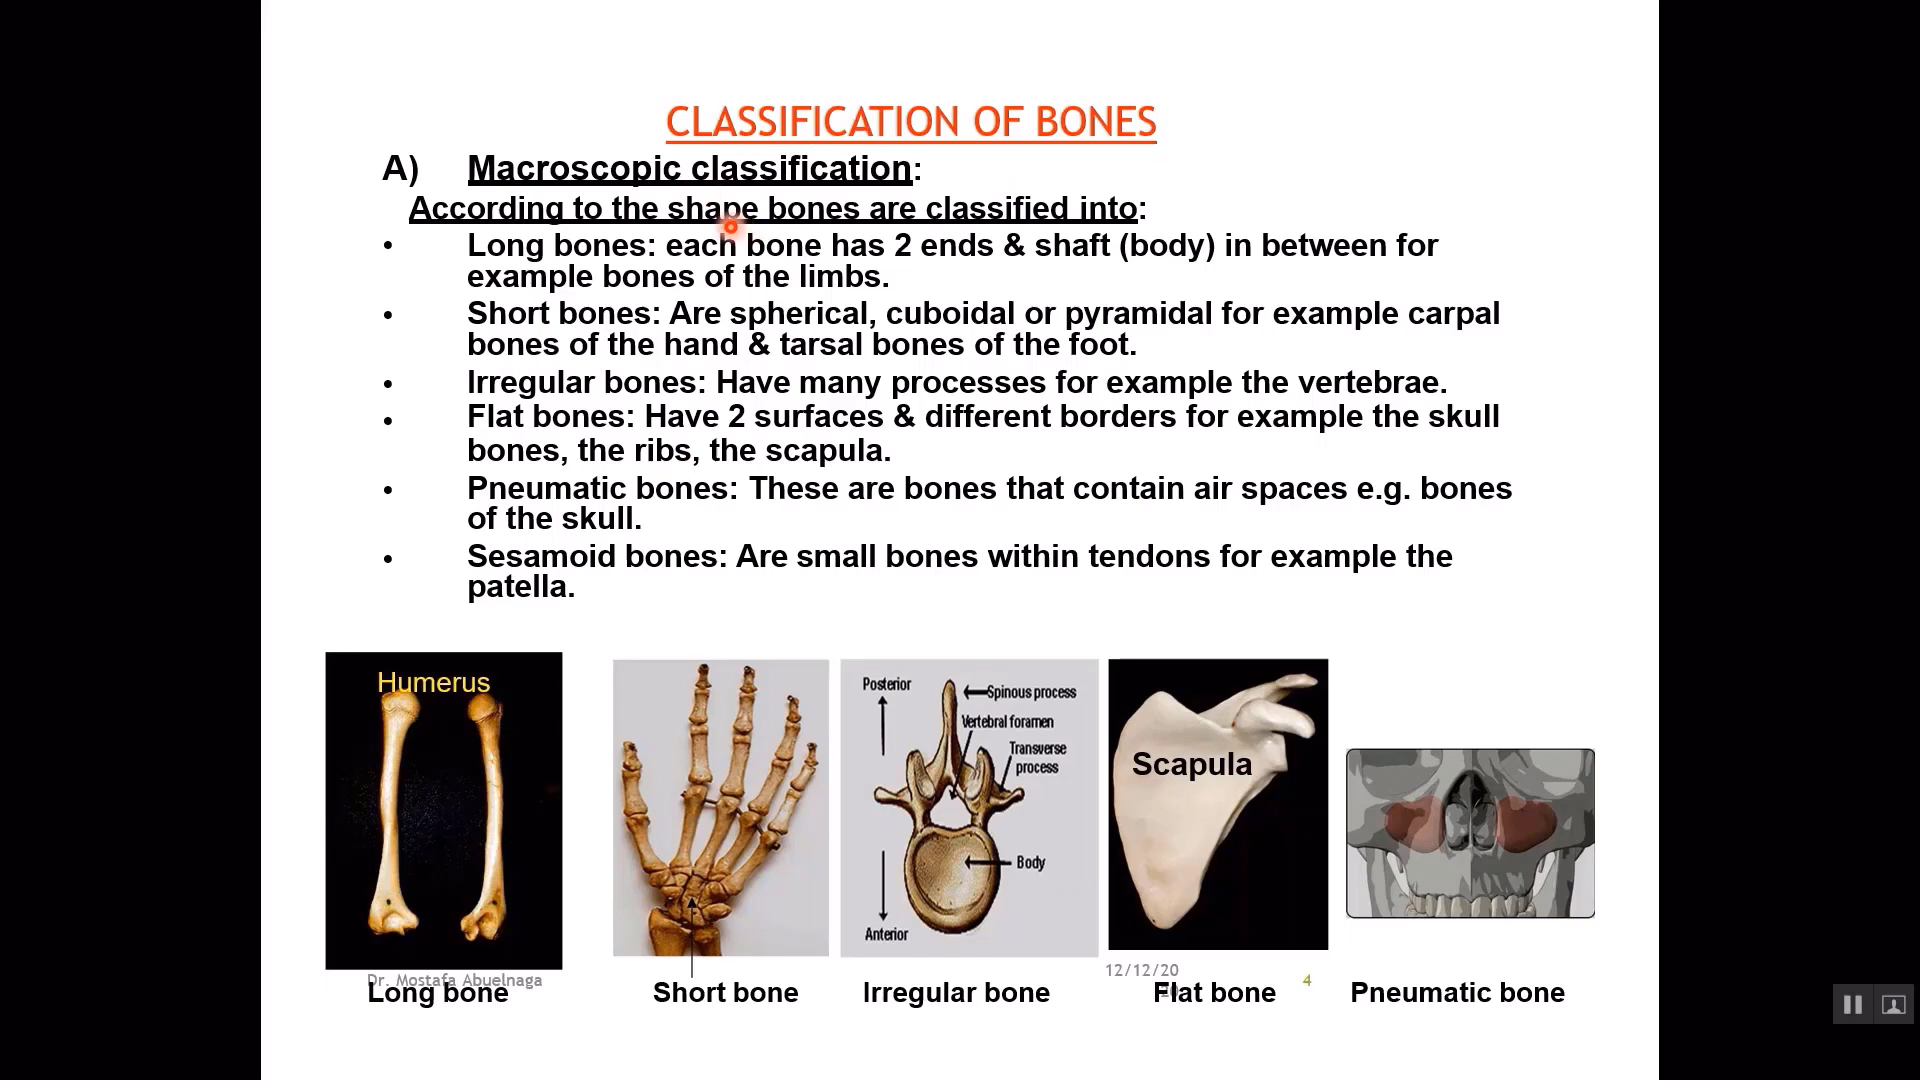 CLASSIFICATION OF BONES
A) Macroscopic classification:
According to the shape bones are classified into:
• Long bones: each bone has 2 ends & shaft (body) in between for
example bones of the limbs.
• Short bones: Are spherical, cuboidal or pyramidal for example carpal
bones of the hand & tarsal bones of the foot.
• Irregular bones: Have many processes for example the vertebrae.
• Flat bones: Have 2 surfaces & different borders for example the skull
bones, the ribs, the scapula.
• Pneumatic bones: These are bones that contain air spaces e.g. bones
of the skull.
• Sesamoid bones: Are small bones within tendons for example the
patella.
Humerus
Posterior
Spinous process
Vertebral foramen
Transverse
process
Body
Anterior
Scapula
Dr. Mostafa Abuelnaga
12/12/20
4
Long bone
Short bone
Irregular bone
Flat bone
Pneumatic bone